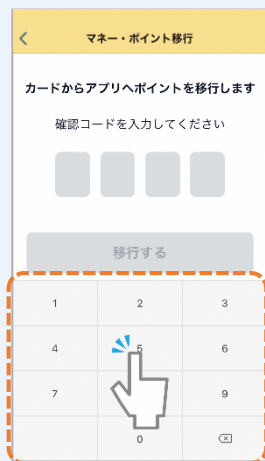 マネー・ポイント移行
カードからアプリへポイントを移行します
確認コードを入力してください
移行する
1 2 3
4 5 6
7 9
0